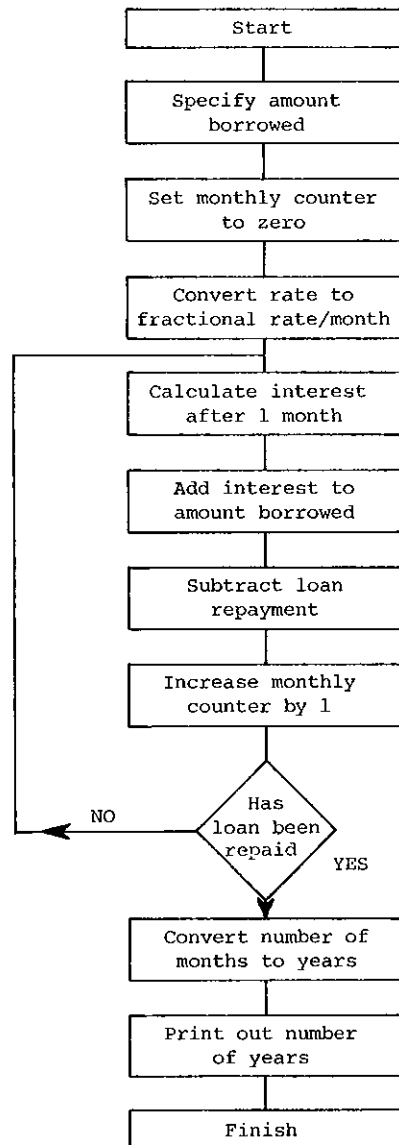 Start
Specify amount
borrowed
Set monthly counter
to zero
Convert rate to
fractional rate/month
Calculate interest
after 1 month
Add interest to
amount borrowed
Subtract loan
repayment
Increase monthly
counter by 1
Has
loan been
repaid
NO
YES
Convert number of
months to years
Print out number
of years
Finish